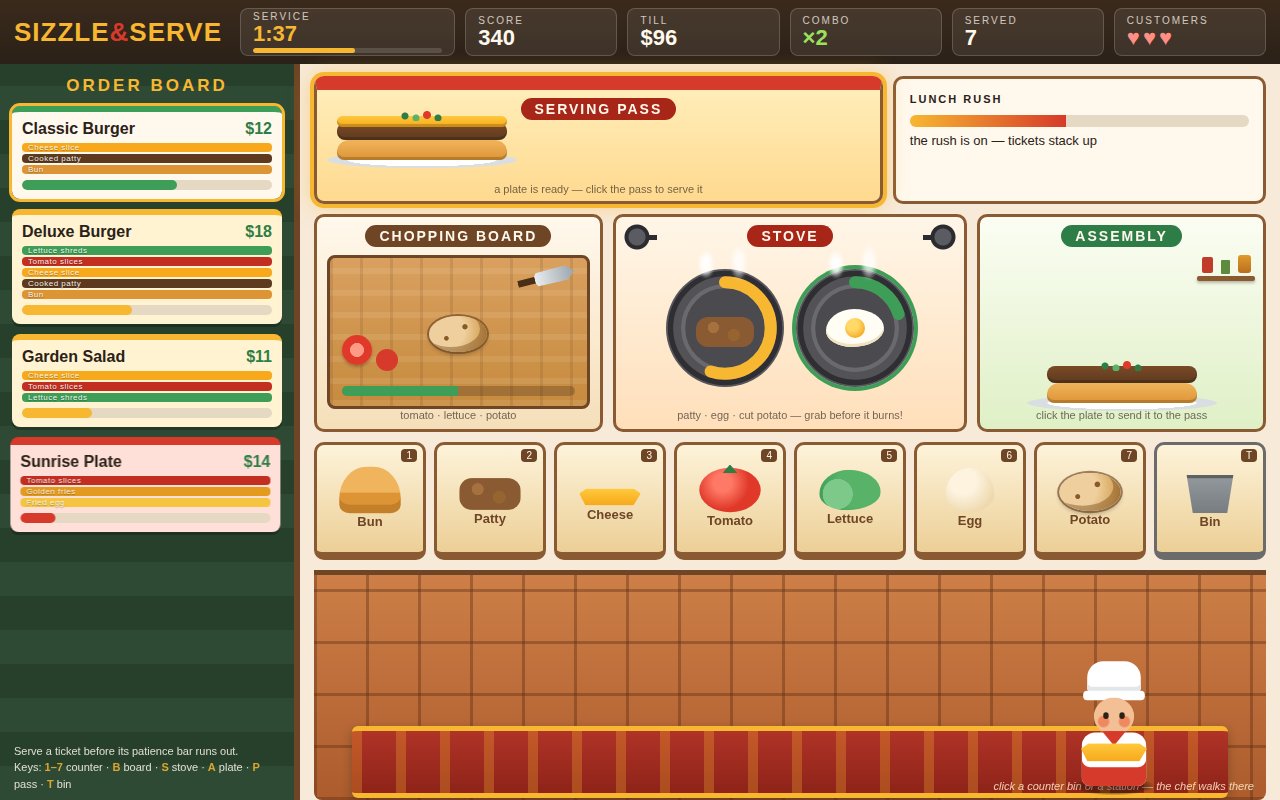 SIZZLE&SERVE
SERVICE
1:37
SCORE
340
TILL
$96
COMBO
×2
SERVED
7
CUSTOMERS
♥♥♥
ORDER BOARD
Classic Burger $12
Cheese slice
Cooked patty
Bun
Deluxe Burger $18
Lettuce shreds
Tomato slices
Cheese slice
Cooked patty
Bun
Garden Salad $11
Cheese slice
Tomato slices
Lettuce shreds
Sunrise Plate $14
Tomato slices
Golden fries
Fried egg
Serve a ticket before its patience bar runs out.
Keys: 1–7 counter · B board · S stove · A plate · P
pass · T bin
SERVING PASS
a plate is ready — click the pass to serve it
LUNCH RUSH
the rush is on — tickets stack up
CHOPPING BOARD
tomato · lettuce · potato
STOVE
patty · egg · cut potato — grab before it burns!
ASSEMBLY
click the plate to send it to the pass
1
Bun
2
Patty
3
Cheese
4
Tomato
5
Lettuce
6
Egg
7
Potato
T
Bin
click a counter bin or a station — the chef walks there